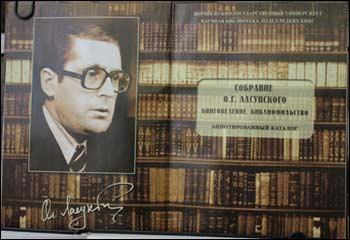 ВОРОНЕЖСКИЙ ГОСУДАРСТВЕННЫЙ УНИВЕРСИТЕТ
НАУЧНАЯ БИБЛИОТЕКА. ОТДЕЛ РЕДКИХ КНИГ
СОБРАНИЕ
О.Г. ЛАСУНСКОГО
КНИГОВЕДЕНИЕ. БИБЛИОФИЛЬСТВО
АННОТИРОВАННЫЙ КАТАЛОГ